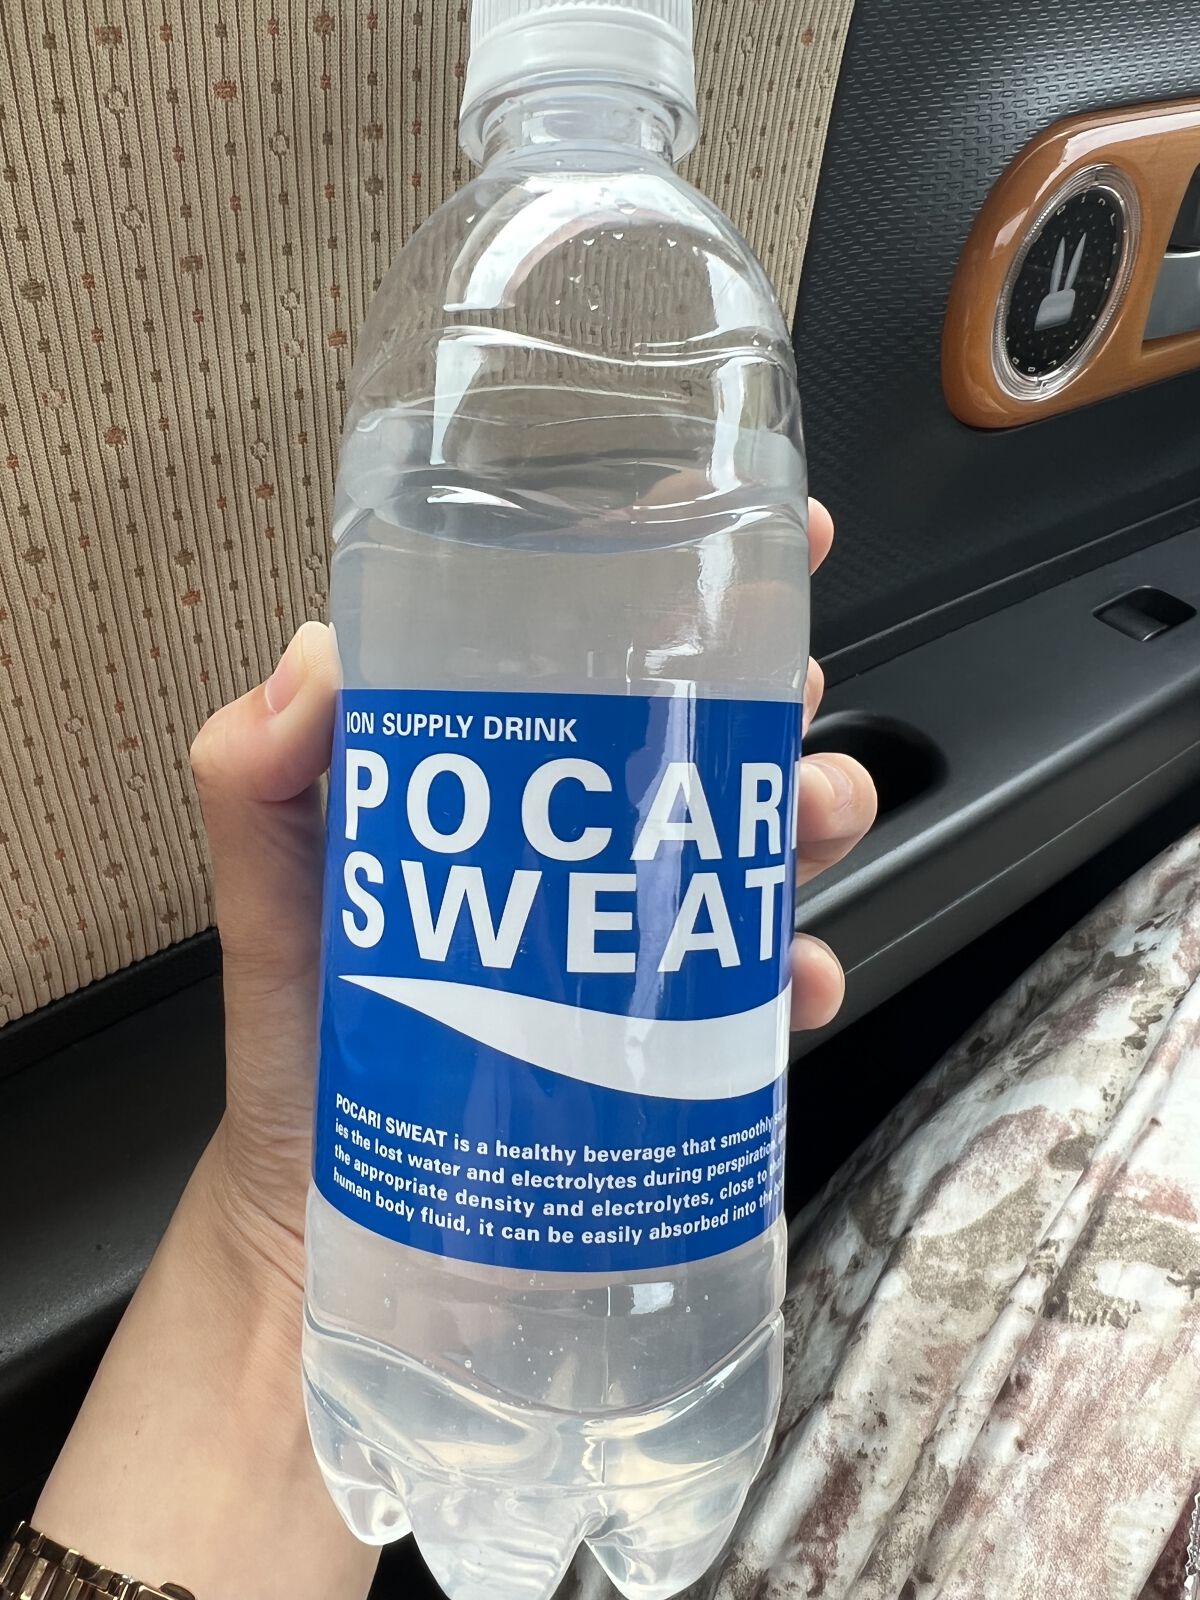 ION SUPPLY DRINK
POCARI
SWEAT
POCARI SWEAT is a healthy beverage that smoothly
ies the lost water and electrolytes during perspiration
the appropriate density and electrolytes, close to
human body fluid, it can be easily absorbed into the